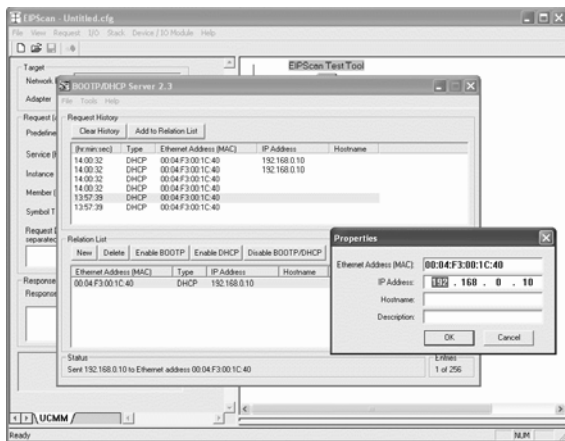 EIPScan - Untitled.cfg
File View Request I/O Stack Device / IO Module Help
EIPScan Test Tool
Target
Network
Adapter
Request
Predefine
Service
Instance
Member
Symbol T
Request
separated
Response
Response
BOOTP/DHCP Server 2.3
File Tools Help
Request History
Clear History Add to Relation List
(hr:min:sec) Type Ethernet Address (MAC) IP Address Hostname
14:00:32 DHCP 00:04:F3:00:1C:40 192.168.0.10
14:00:32 DHCP 00:04:F3:00:1C:40 192.168.0.10
14:00:32 DHCP 00:04:F3:00:1C:40
14:00:32 DHCP 00:04:F3:00:1C:40
13:57:39 DHCP 00:04:F3:00:1C:40
13:57:39 DHCP 00:04:F3:00:1C:40
Relation List
New Delete Enable BOOTP Enable DHCP Disable BOOTP/DHCP
Ethernet Address (MAC) Type IP Address Hostname
00:04:F3:00:1C:40 DHCP 192.168.0.10
Status
Sent 192.168.0.10 to Ethernet address 00:04:F3:00:1C:40
Entries
1 of 256
Properties
Ethernet Address (MAC): 00:04:F3:00:1C:40
IP Address: 192 . 168 . 0 . 10
Hostname:
Description:
OK Cancel
UCMM
Ready NUM